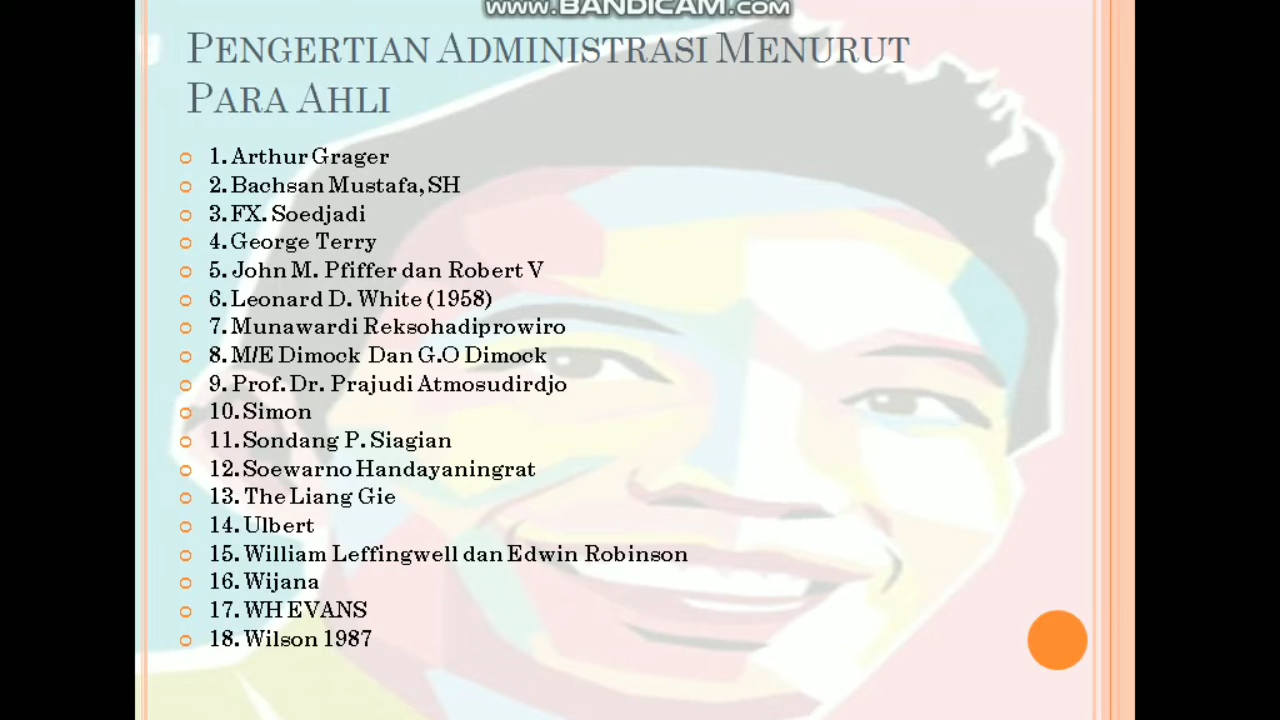 www.BANDICAM.com
PENGERTIAN ADMINISTRASI MENURUT
PARA AHLI
1. Arthur Grager
2. Bachsan Mustafa, SH
3. FX. Soedjadi
4. George Terry
5. John M. Pfiffer dan Robert V
6. Leonard D. White (1958)
7. Munawardi Reksohadiprowiro
8. M/E Dimock Dan G.O Dimock
9. Prof. Dr. Prajudi Atmosudirdjo
10. Simon
11. Sondang P. Siagian
12. Soewarno Handayaningrat
13. The Liang Gie
14. Ulbert
15. William Leffingwell dan Edwin Robinson
16. Wijana
17. WH EVANS
18. Wilson 1987